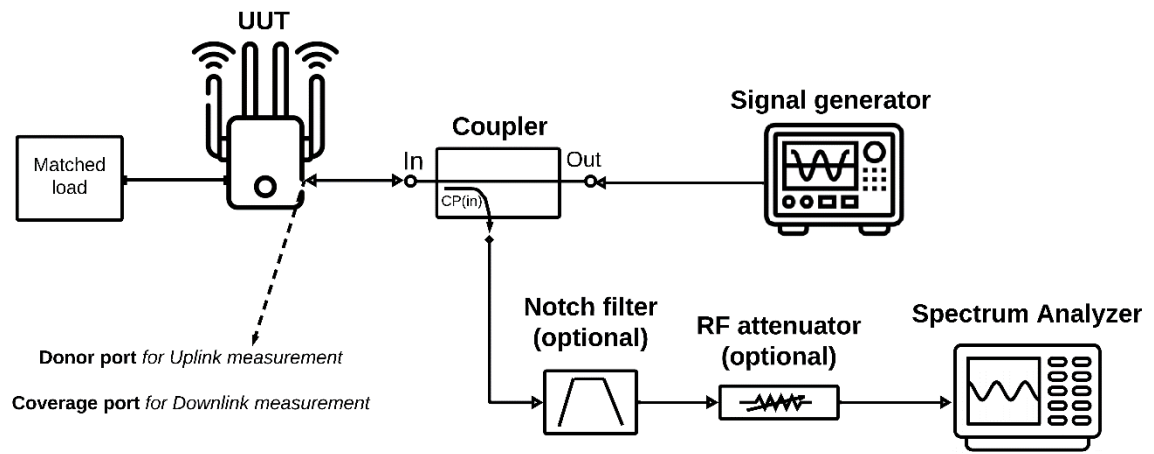 UUT
Signal generator
Coupler
Matched
load
In
Out
CP(in)
Notch filter
(optional)
RF attenuator
(optional)
Spectrum Analyzer
Donor port for Uplink measurement
Coverage port for Downlink measurement